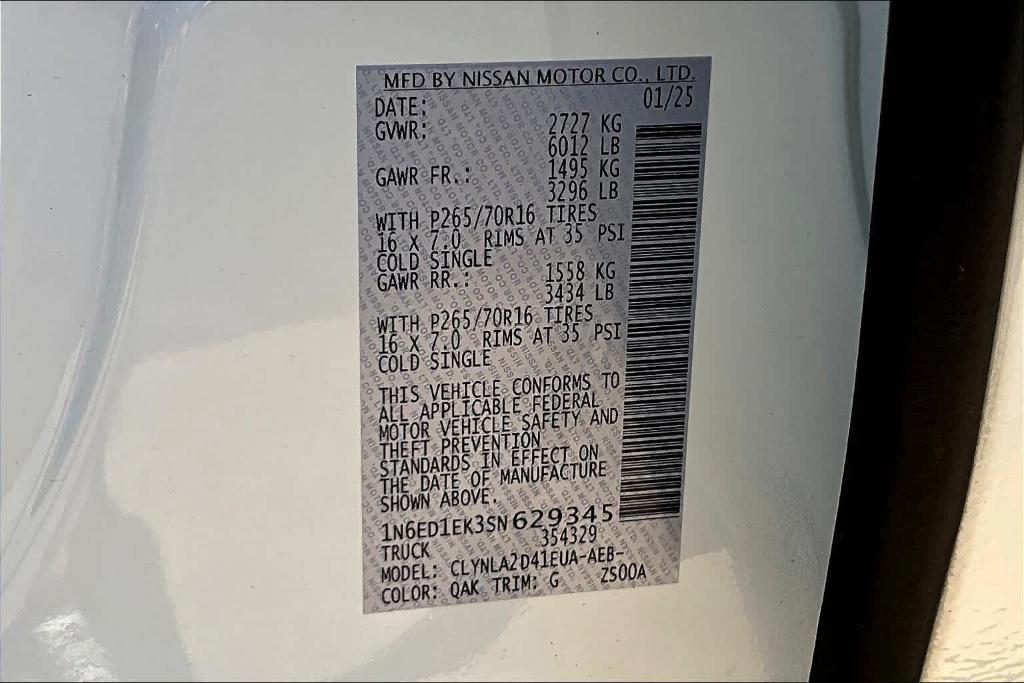 MFD BY NISSAN MOTOR CO., LTD.
DATE: 01/25
GVWR: 2727 KG
6012 LB
GAWR FR.: 1495 KG
3296 LB
WITH P265/70R16 TIRES
16 X 7.0 RIMS AT 35 PSI
COLD SINGLE
GAWR RR.: 1558 KG
3434 LB
WITH P265/70R16 TIRES
16 X 7.0 RIMS AT 35 PSI
COLD SINGLE
THIS VEHICLE CONFORMS TO
ALL APPLICABLE FEDERAL
MOTOR VEHICLE SAFETY AND
THEFT PREVENTION
STANDARDS IN EFFECT ON
THE DATE OF MANUFACTURE
SHOWN ABOVE.
1N6ED1EK3SN629345
TRUCK 354329
MODEL: CLYNLA2D41EUA-AEB-
COLOR: QAK TRIM: G ZS00A